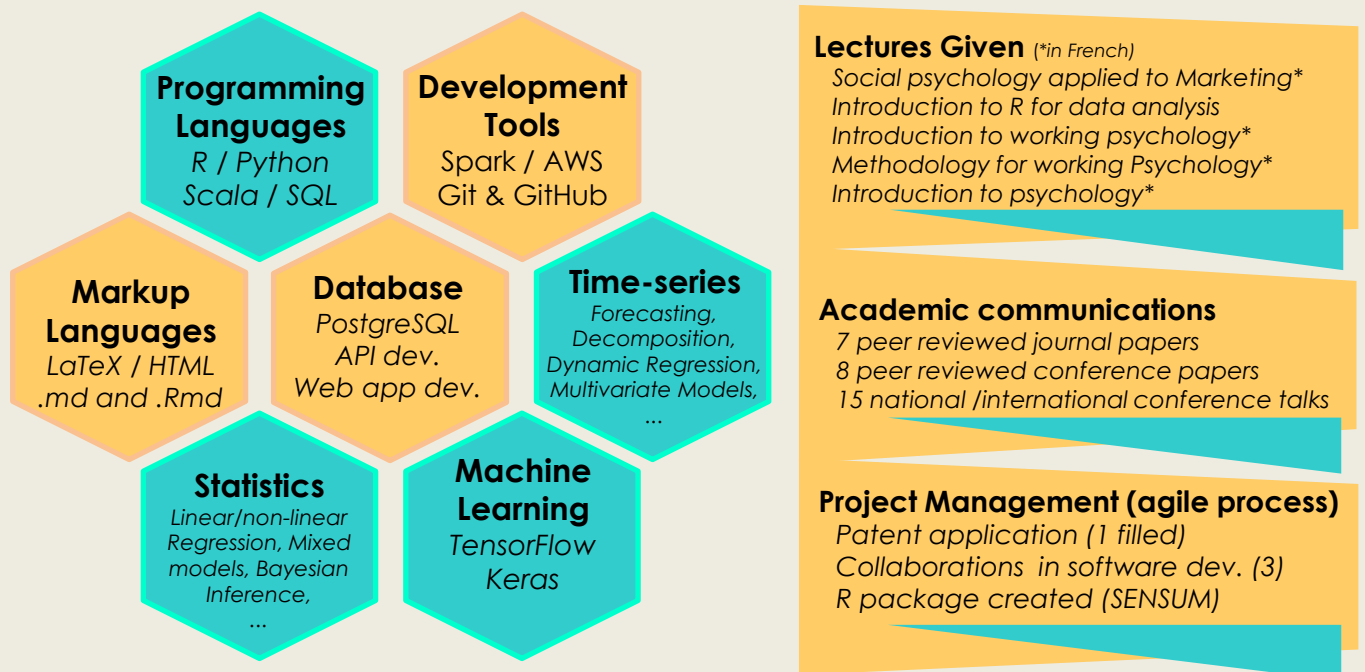 Programming
Languages
R / Python
Scala / SQL
Development
Tools
Spark / AWS
Git & GitHub
Markup
Languages
LaTeX / HTML
.md and .Rmd
Database
PostgreSQL
API dev.
Web app dev.
Time-series
Forecasting,
Decomposition,
Dynamic Regression,
Multivariate Models,
...
Statistics
Linear/non-linear
Regression, Mixed
models, Bayesian
Inference,
...
Machine
Learning
TensorFlow
Keras
Lectures Given (*in French)
Social psychology applied to Marketing*
Introduction to R for data analysis
Introduction to working psychology*
Methodology for working Psychology*
Introduction to psychology*
Academic communications
7 peer reviewed journal papers
8 peer reviewed conference papers
15 national /international conference talks
Project Management (agile process)
Patent application (1 filled)
Collaborations in software dev. (3)
R package created (SENSUM)